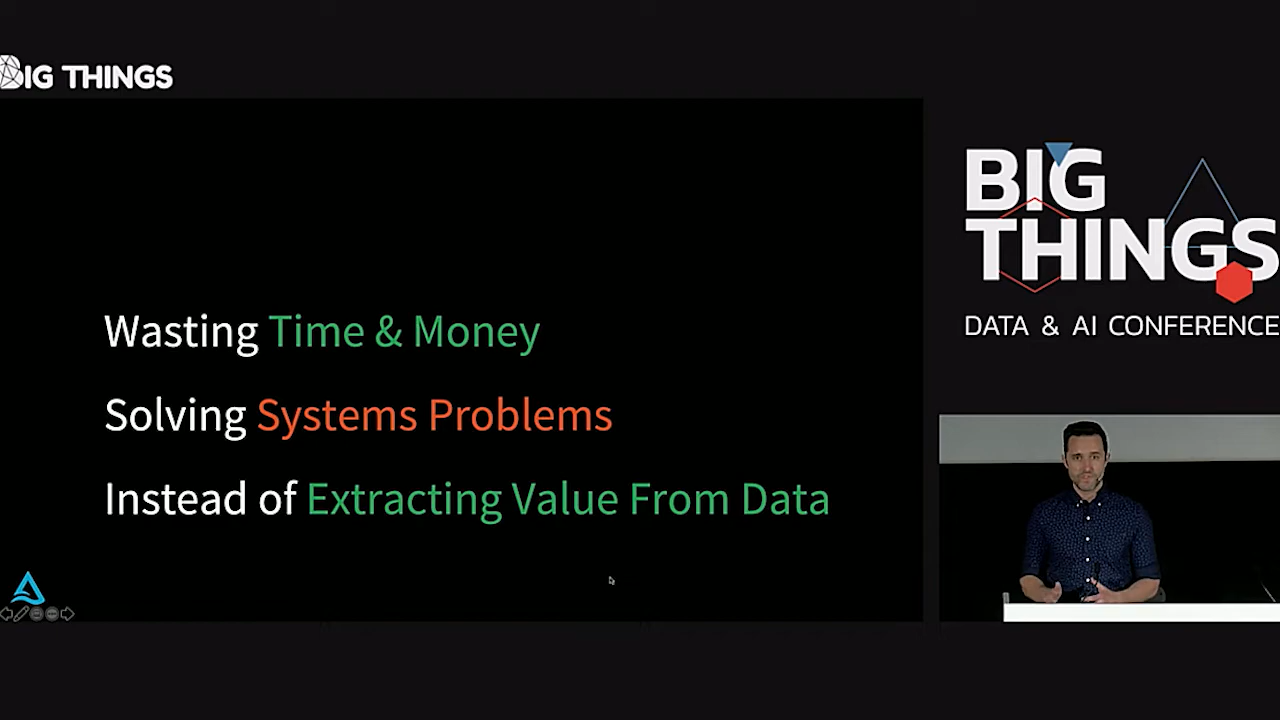 BIG THINGS
Wasting Time & Money
Solving Systems Problems
Instead of Extracting Value From Data
BIG
THINGS
DATA & AI CONFERENCE